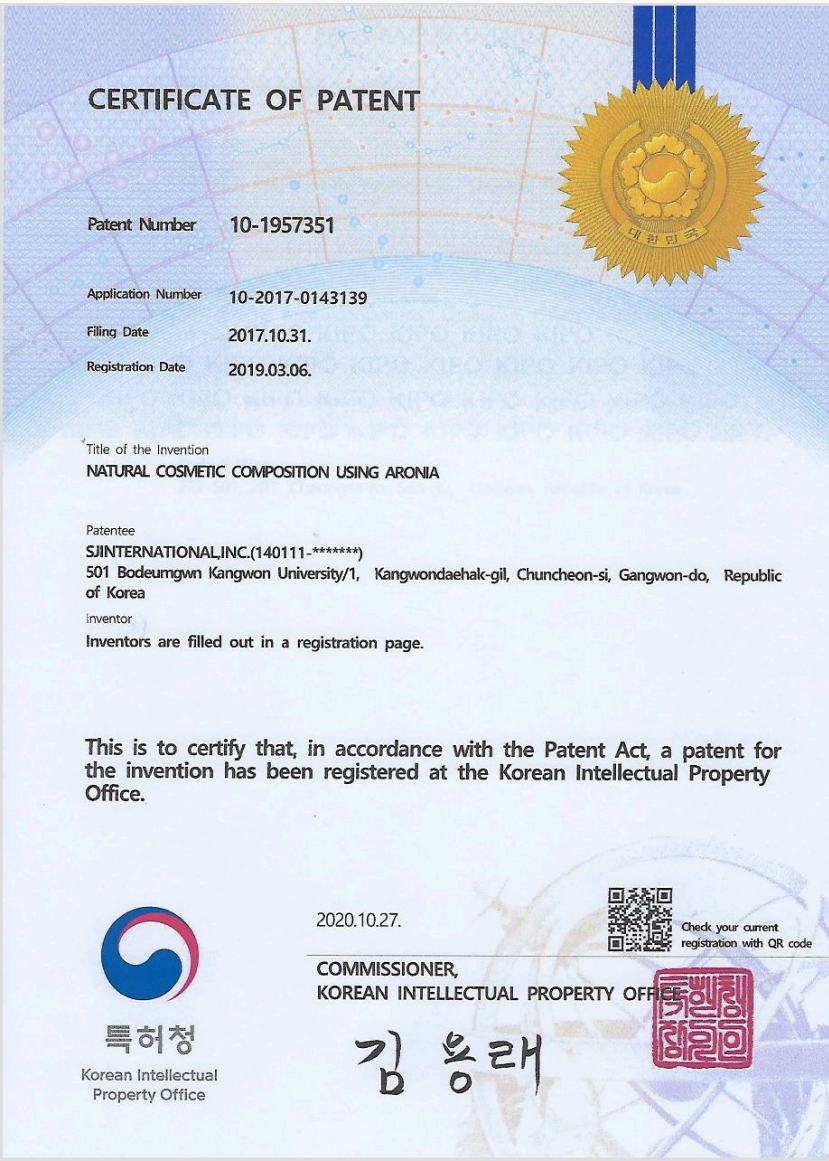 CERTIFICATE OF PATENT
대한민국
Patent Number 10-1957351
Application Number 10-2017-0143139
Filing Date 2017.10.31.
Registration Date 2019.03.06.
Title of the Invention
NATURAL COSMETIC COMPOSITION USING ARONIA
Patentee
SJINTERNATIONAL,INC.(140111-*******)
501 Bodeumgwn Kangwon University/1, Kangwondaehak-gil, Chuncheon-si, Gangwon-do, Republic
of Korea
Inventor
Inventors are filled out in a registration page.
This is to certify that, in accordance with the Patent Act, a patent for
the invention has been registered at the Korean Intellectual Property
Office.
2020.10.27.
Check your current
registration with QR code
COMMISSIONER,
KOREAN INTELLECTUAL PROPERTY OFFICE
김용래
특허청
Korean Intellectual
Property Office